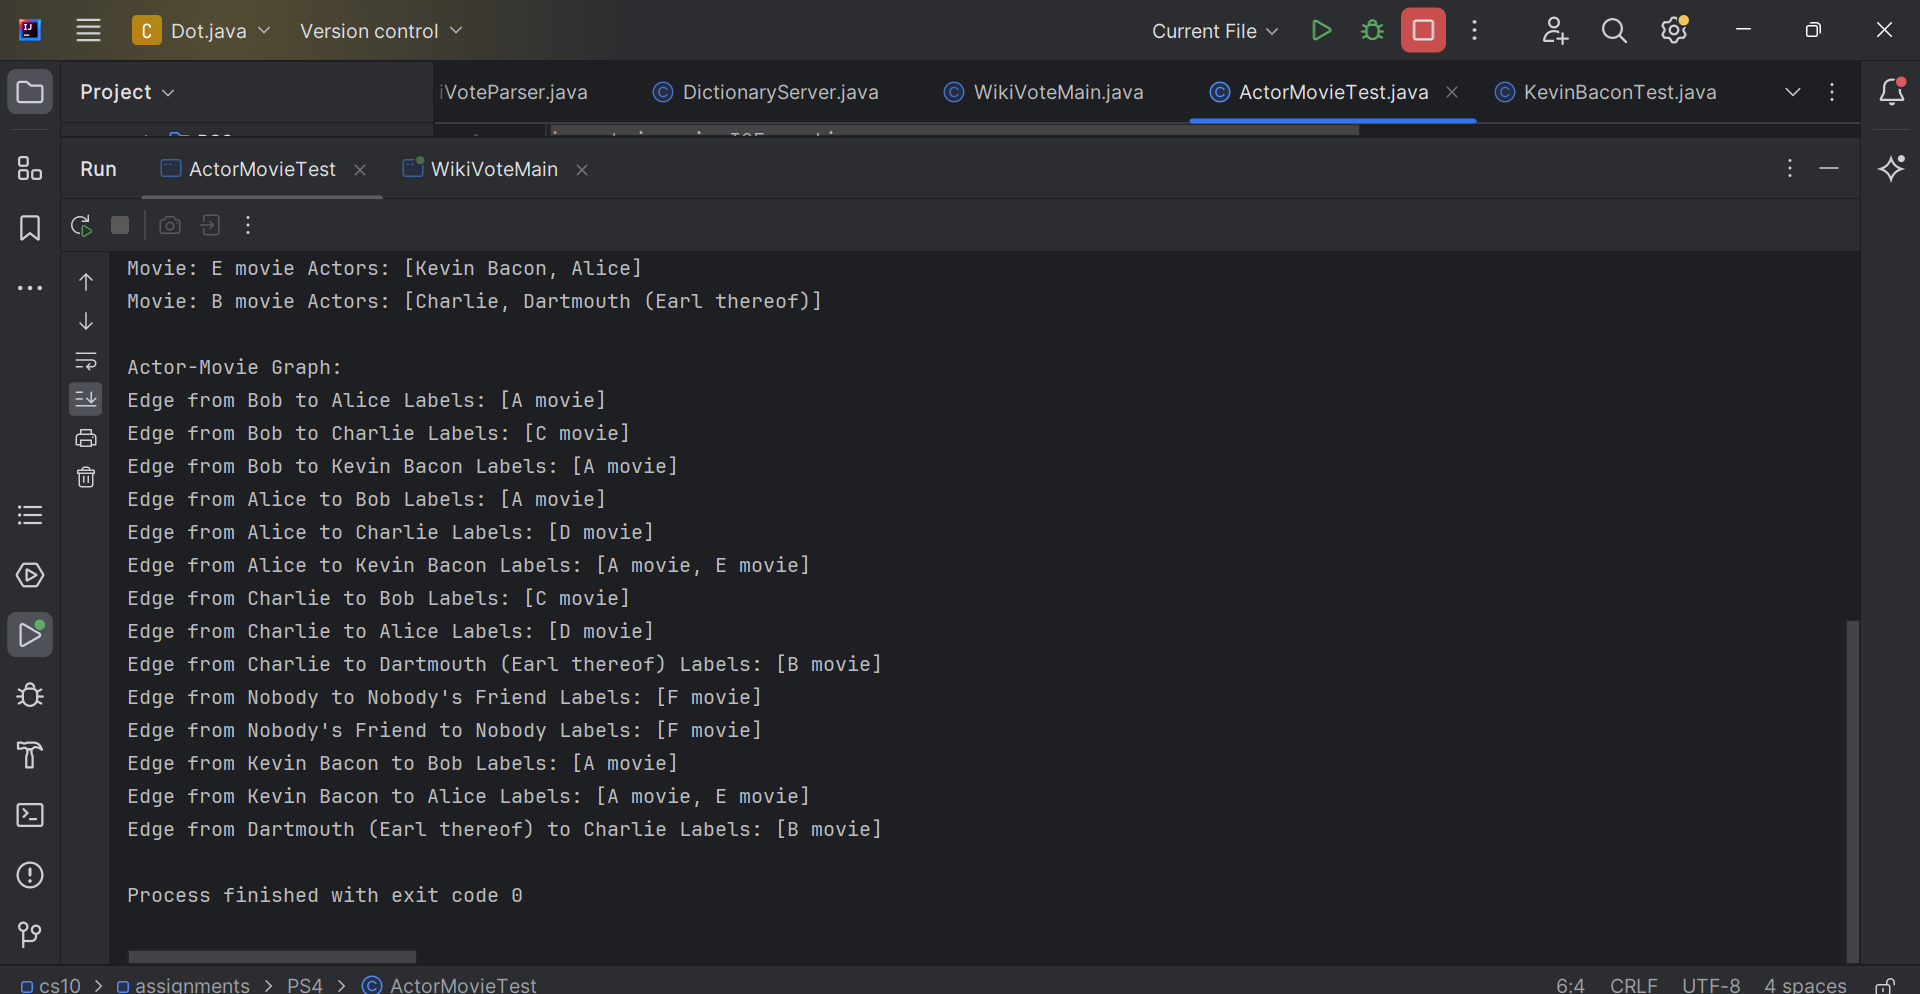 C Dot.java Version control Current File
Project iVoteParser.java DictionaryServer.java WikiVoteMain.java ActorMovieTest.java KevinBaconTest.java
Run ActorMovieTest WikiVoteMain
Movie: E movie Actors: [Kevin Bacon, Alice]
Movie: B movie Actors: [Charlie, Dartmouth (Earl thereof)]
Actor-Movie Graph:
Edge from Bob to Alice Labels: [A movie]
Edge from Bob to Charlie Labels: [C movie]
Edge from Bob to Kevin Bacon Labels: [A movie]
Edge from Alice to Bob Labels: [A movie]
Edge from Alice to Charlie Labels: [D movie]
Edge from Alice to Kevin Bacon Labels: [A movie, E movie]
Edge from Charlie to Bob Labels: [C movie]
Edge from Charlie to Alice Labels: [D movie]
Edge from Charlie to Dartmouth (Earl thereof) Labels: [B movie]
Edge from Nobody to Nobody's Friend Labels: [F movie]
Edge from Nobody's Friend to Nobody Labels: [F movie]
Edge from Kevin Bacon to Bob Labels: [A movie]
Edge from Kevin Bacon to Alice Labels: [A movie, E movie]
Edge from Dartmouth (Earl thereof) to Charlie Labels: [B movie]
Process finished with exit code 0
cs10 > assignments > PS4 > ActorMovieTest 6:4 CRLF UTF-8 4 spaces